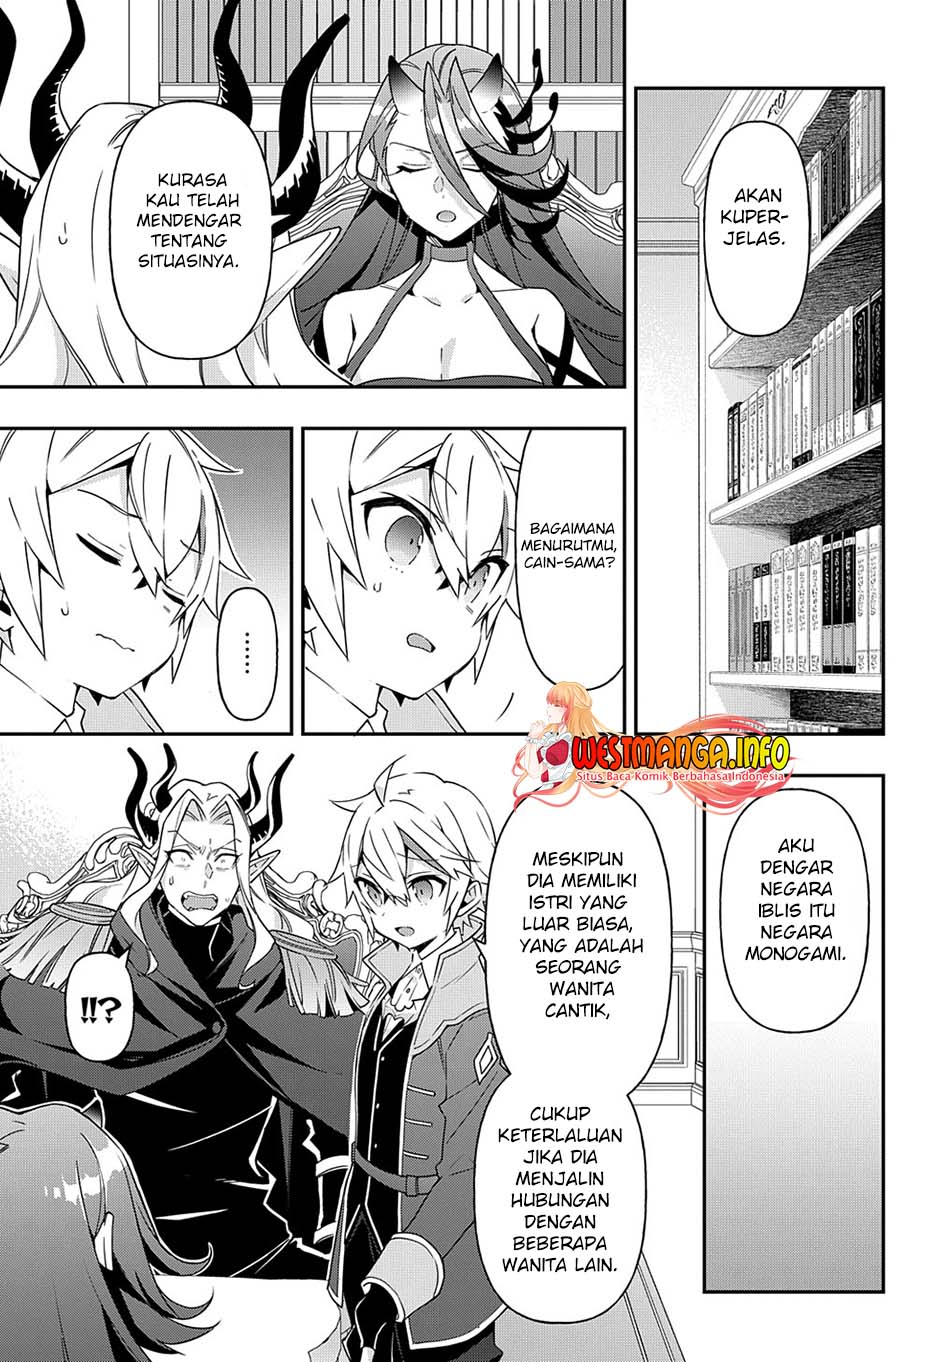 AKAN
KUPER-
JELAS.
KURASA
KAU TELAH
MENDENGAR
TENTANG
SITUASINYA.
BAGAIMANA
MENURUTMU,
CAIN-SAMA?
........
WESTMANGA.INFO
Situs Baca Komik Berbahasa Indonesia
AKU
DENGAR
NEGARA
IBLIS ITU
NEGARA
MONOGAMI.
MESKIPUN
DIA MEMILIKI
ISTRI YANG
LUAR BIASA,
YANG ADALAH
SEORANG
WANITA
CANTIK,
CUKUP
KETERLALUAN
JIKA DIA
MENJALIN
HUBUNGAN
DENGAN
BEBERAPA
WANITA LAIN.
!!?